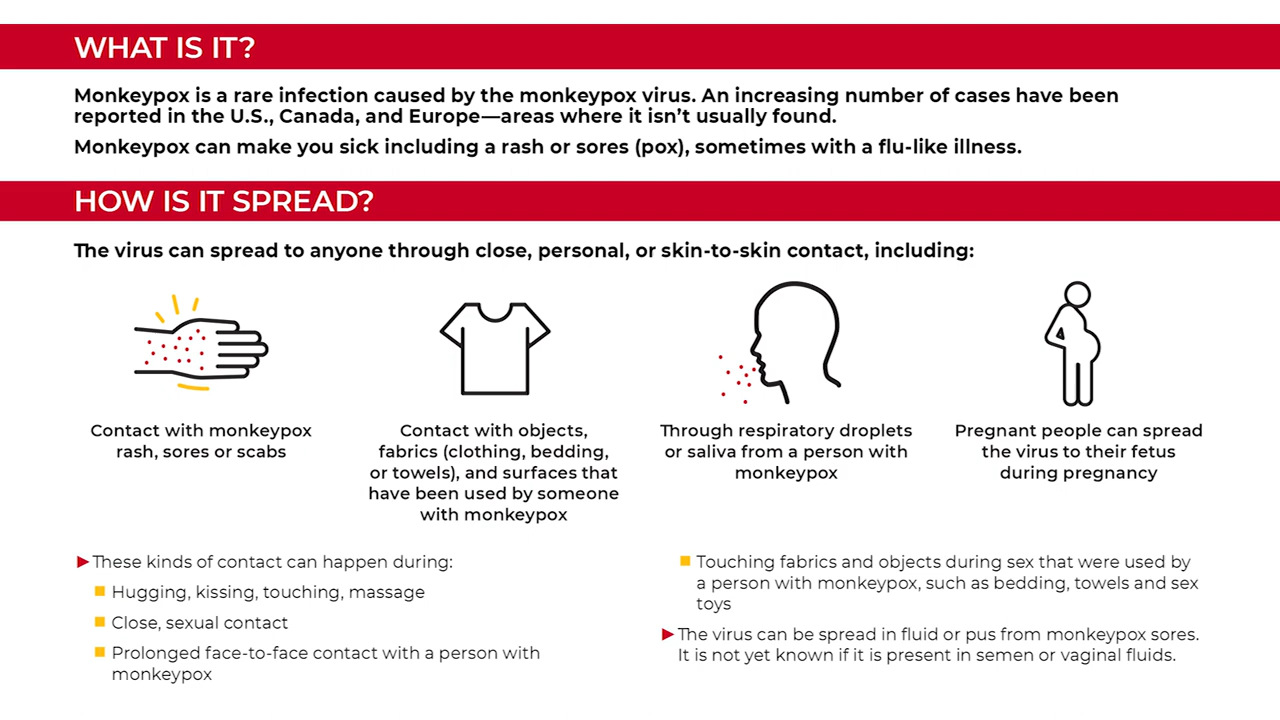 WHAT IS IT?
Monkeypox is a rare infection caused by the monkeypox virus. An increasing number of cases have been
reported in the U.S., Canada, and Europe—areas where it isn't usually found.
Monkeypox can make you sick including a rash or sores (pox), sometimes with a flu-like illness.
HOW IS IT SPREAD?
The virus can spread to anyone through close, personal, or skin-to-skin contact, including:
Contact with monkeypox
rash, sores or scabs
Contact with objects,
fabrics (clothing, bedding,
or towels), and surfaces that
have been used by someone
with monkeypox
Through respiratory droplets
or saliva from a person with
monkeypox
Pregnant people can spread
the virus to their fetus
during pregnancy
These kinds of contact can happen during:
Hugging, kissing, touching, massage
Close, sexual contact
Prolonged face-to-face contact with a person with
monkeypox
Touching fabrics and objects during sex that were used by
a person with monkeypox, such as bedding, towels and sex
toys
The virus can be spread in fluid or pus from monkeypox sores.
It is not yet known if it is present in semen or vaginal fluids.